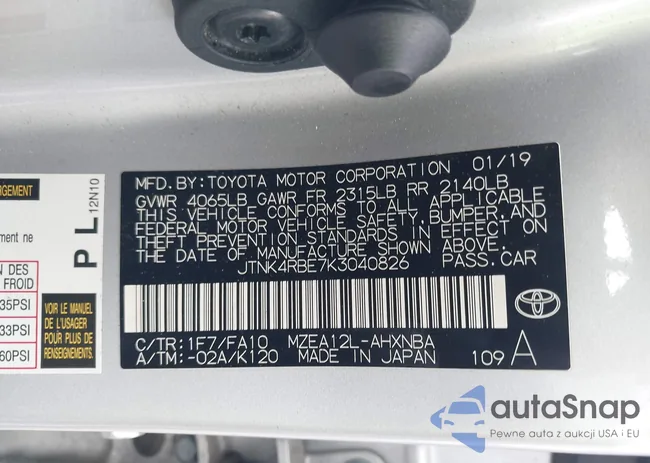 MFD. BY: TOYOTA MOTOR CORPORATION 01/19
GVWR 4065LB GAWR FR 2315LB RR 2140LB
THIS VEHICLE CONFORMS TO ALL APPLICABLE
FEDERAL MOTOR VEHICLE SAFETY, BUMPER, AND
THEFT PREVENTION STANDARDS IN EFFECT ON
THE DATE OF MANUFACTURE SHOWN ABOVE.
JTNK4RBE7K3040826 PASS.CAR
C/TR: 1F7/FA10 MZEA12L-AHXNBA
A/TM: -02A/K120 MADE IN JAPAN 109 A
P L
12N10
35PSI
33PSI
60PSI
FROID
VOIR LE MANUEL
DE L'USAGER
POUR PLUS DE
RENSEIGNEMENTS.
autoSnap
Pewne auta z aukcji USA i EU